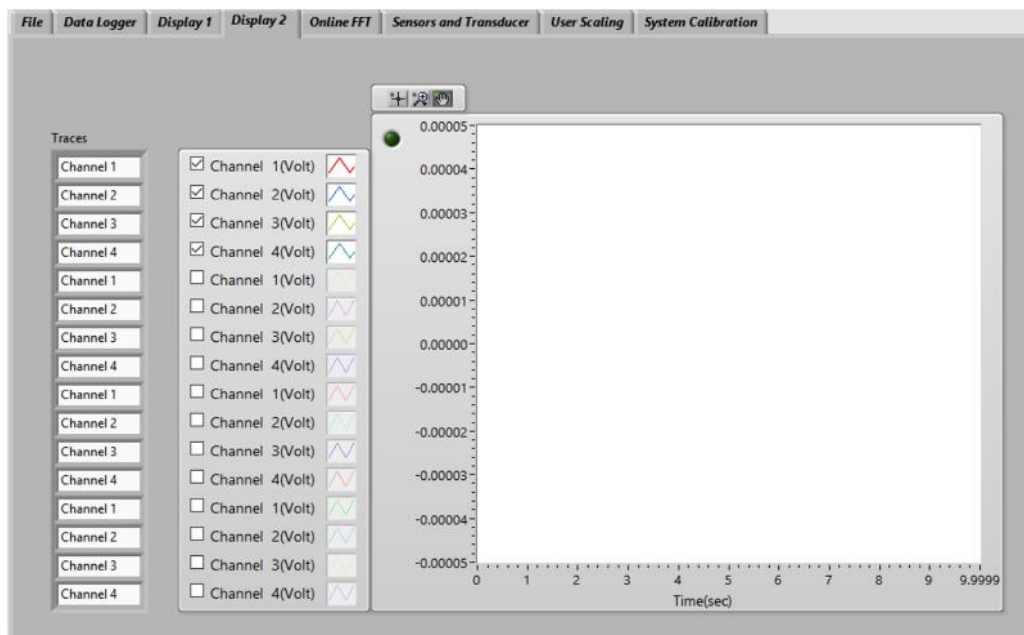 File Data Logger Display 1 Display 2 Online FFT Sensors and Transducer User Scaling System Calibration
Traces
Channel 1
Channel 2
Channel 3
Channel 4
Channel 1
Channel 2
Channel 3
Channel 4
Channel 1
Channel 2
Channel 3
Channel 4
Channel 1
Channel 2
Channel 3
Channel 4
Channel 1(Volt)
Channel 2(Volt)
Channel 3(Volt)
Channel 4(Volt)
Channel 1(Volt)
Channel 2(Volt)
Channel 3(Volt)
Channel 4(Volt)
Channel 1(Volt)
Channel 2(Volt)
Channel 3(Volt)
Channel 4(Volt)
Channel 1(Volt)
Channel 2(Volt)
Channel 3(Volt)
Channel 4(Volt)
0.00005
0.00004
0.00003
0.00002
0.00001
0.00000
-0.00001
-0.00002
-0.00003
-0.00004
-0.00005
0 1 2 3 4 5 6 7 8 9 9.9999
Time(sec)